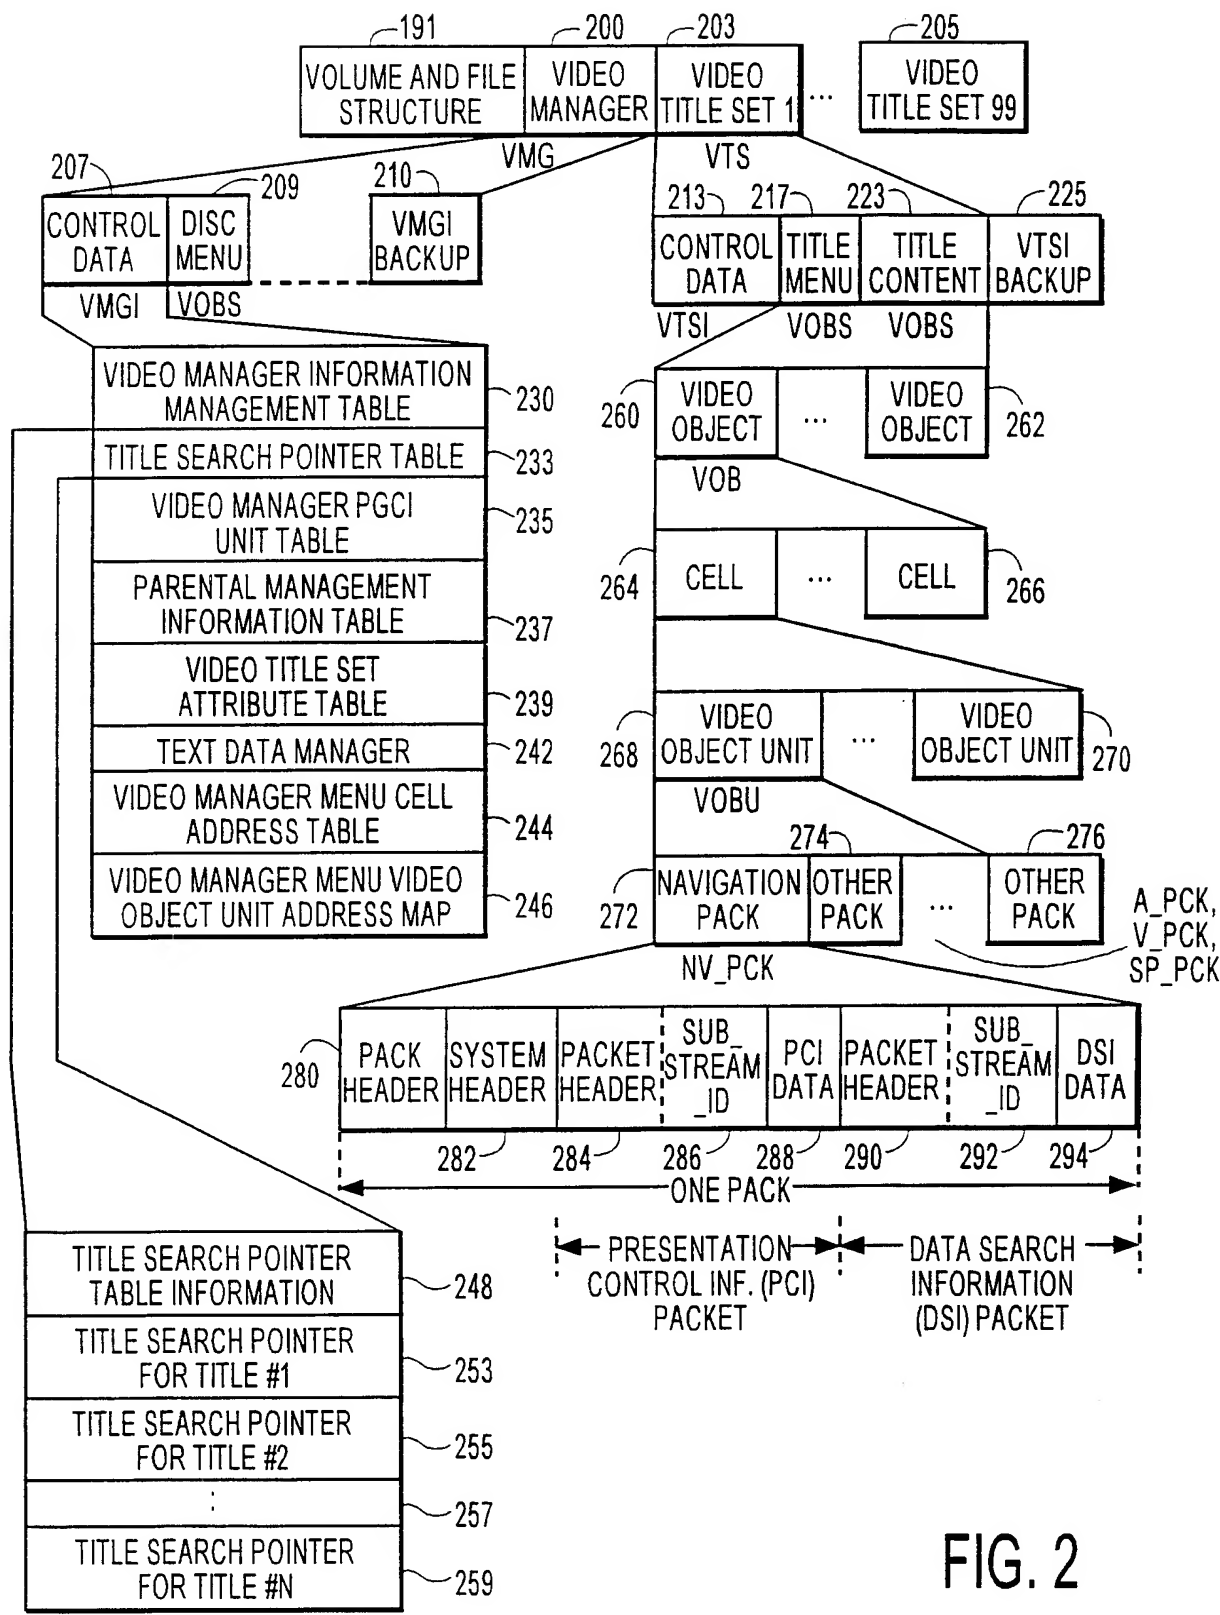 191
200
203
205
VOLUME AND FILE
STRUCTURE
VIDEO
MANAGER
VIDEO
TITLE SET 1
...
VIDEO
TITLE SET 99
VMG
VTS
207
209
210
CONTROL
DATA
DISC
MENU
VMGI
BACKUP
VMGI
VOBS
213
217
223
225
CONTROL
DATA
TITLE
MENU
TITLE
CONTENT
VTSI
BACKUP
VTSI
VOBS
VOBS
VIDEO MANAGER INFORMATION
MANAGEMENT TABLE
230
TITLE SEARCH POINTER TABLE
233
VIDEO MANAGER PGCI
UNIT TABLE
235
PARENTAL MANAGEMENT
INFORMATION TABLE
237
VIDEO TITLE SET
ATTRIBUTE TABLE
239
TEXT DATA MANAGER
242
VIDEO MANAGER MENU CELL
ADDRESS TABLE
244
VIDEO MANAGER MENU VIDEO
OBJECT UNIT ADDRESS MAP
246
260
VIDEO
OBJECT
...
VIDEO
OBJECT
262
VOB
264
CELL
...
CELL
266
268
VIDEO
OBJECT UNIT
...
VIDEO
OBJECT UNIT
270
VOBU
274
276
272
NAVIGATION
PACK
OTHER
PACK
...
OTHER
PACK
A_PCK,
V_PCK,
SP_PCK
NV_PCK
280
PACK
HEADER
SYSTEM
HEADER
PACKET
HEADER
SUB_
STREAM
_ID
PCI
DATA
PACKET
HEADER
SUB_
STREAM
_ID
DSI
DATA
282
284
286
288
290
292
294
ONE PACK
PRESENTATION
CONTROL INF. (PCI)
PACKET
DATA SEARCH
INFORMATION
(DSI) PACKET
TITLE SEARCH POINTER
TABLE INFORMATION
248
TITLE SEARCH POINTER
FOR TITLE #1
253
TITLE SEARCH POINTER
FOR TITLE #2
255
⋮
257
TITLE SEARCH POINTER
FOR TITLE #N
259
FIG. 2